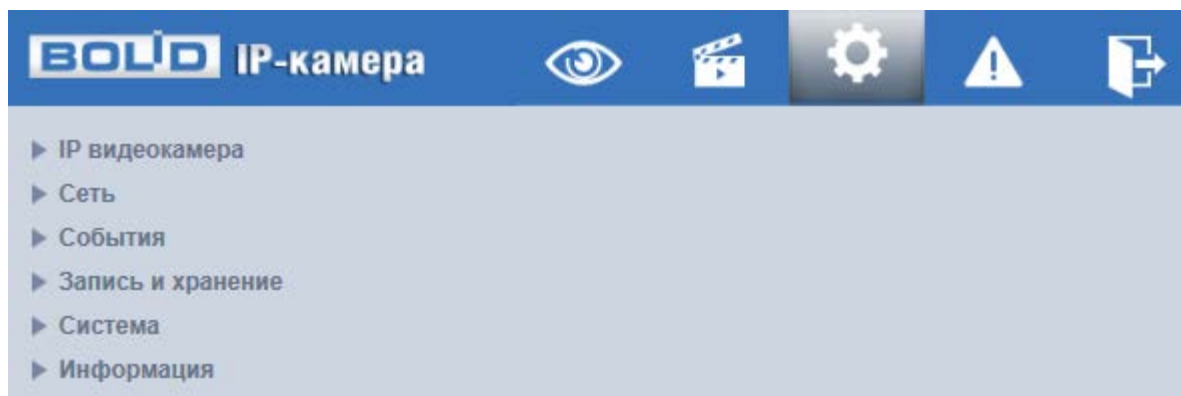 BOLID IP-камера
IP видеокамера
Сеть
События
Запись и хранение
Система
Информация